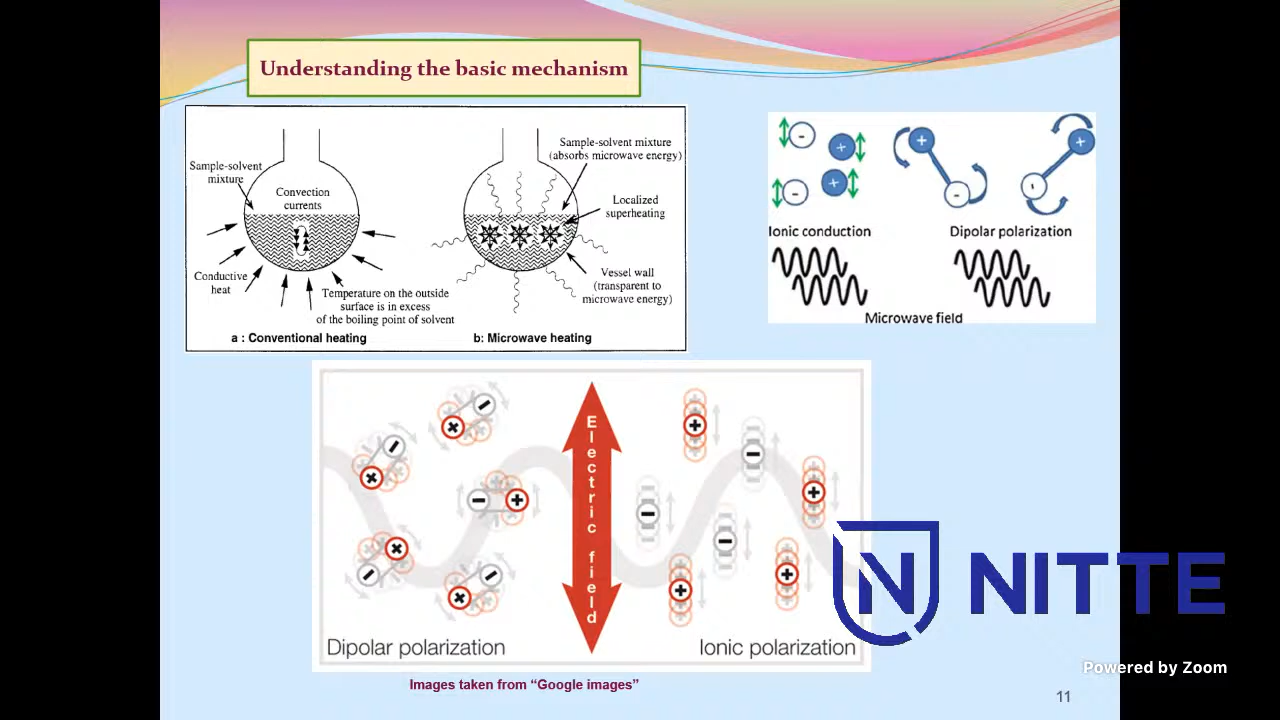 Understanding the basic mechanism
Sample-solvent
mixture
Convection
currents
Conductive
heat
Temperature on the outside
surface is in excess
of the boiling point of solvent
a : Conventional heating
Sample-solvent mixture
(absorbs microwave energy)
Localized
superheating
Vessel wall
(transparent to
microwave energy)
b: Microwave heating
Ionic conduction
Dipolar polarization
Microwave field
Electric field
Dipolar polarization
Ionic polarization
Images taken from “Google images”
NITTE
Powered by Zoom
11